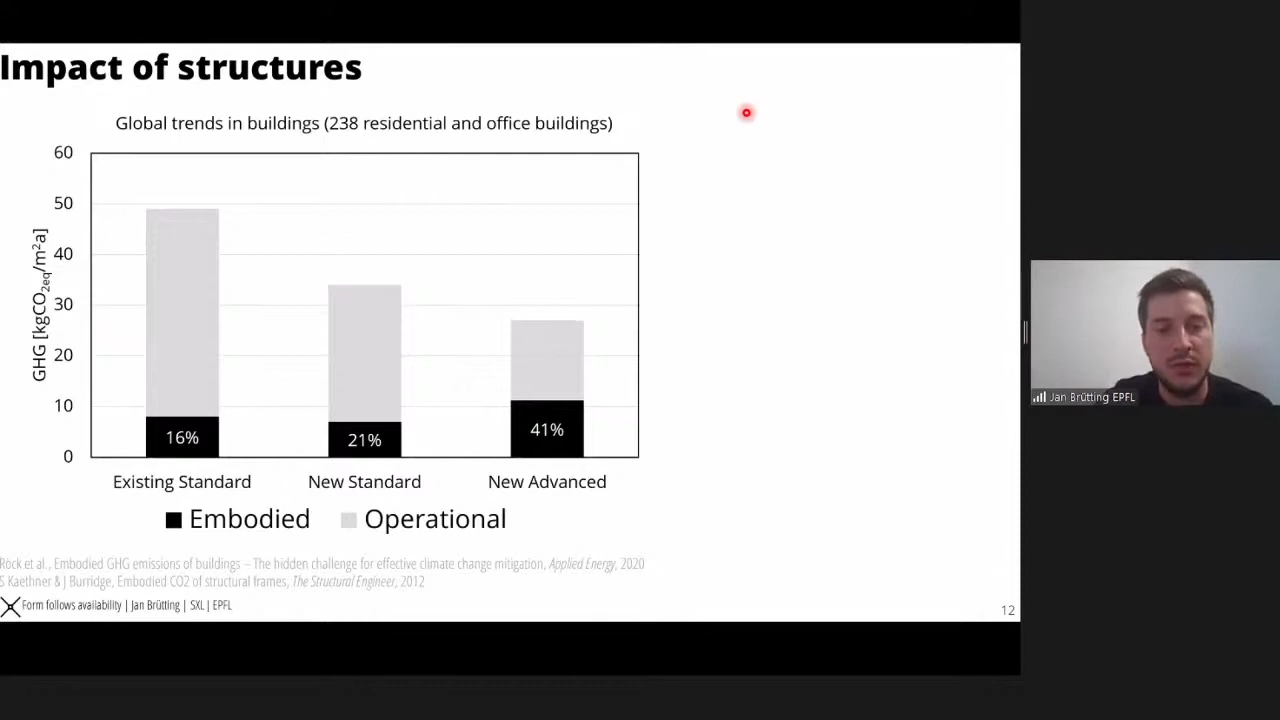 Impact of structures
Global trends in buildings (238 residential and office buildings)
60
50
40
30
20
10
0
GHG [kgCO2eq/m2a]
16%
21%
41%
Existing Standard
New Standard
New Advanced
Embodied
Operational
Röck et al., Embodied GHG emissions of buildings – The hidden challenge for effective climate change mitigation, Applied Energy, 2020
S Kaethner & J Burridge, Embodied CO2 of structural frames, The Structural Engineer, 2012
Form follows availability | Jan Brütting | SXL | EPFL
12
Jan Brütting EPFL